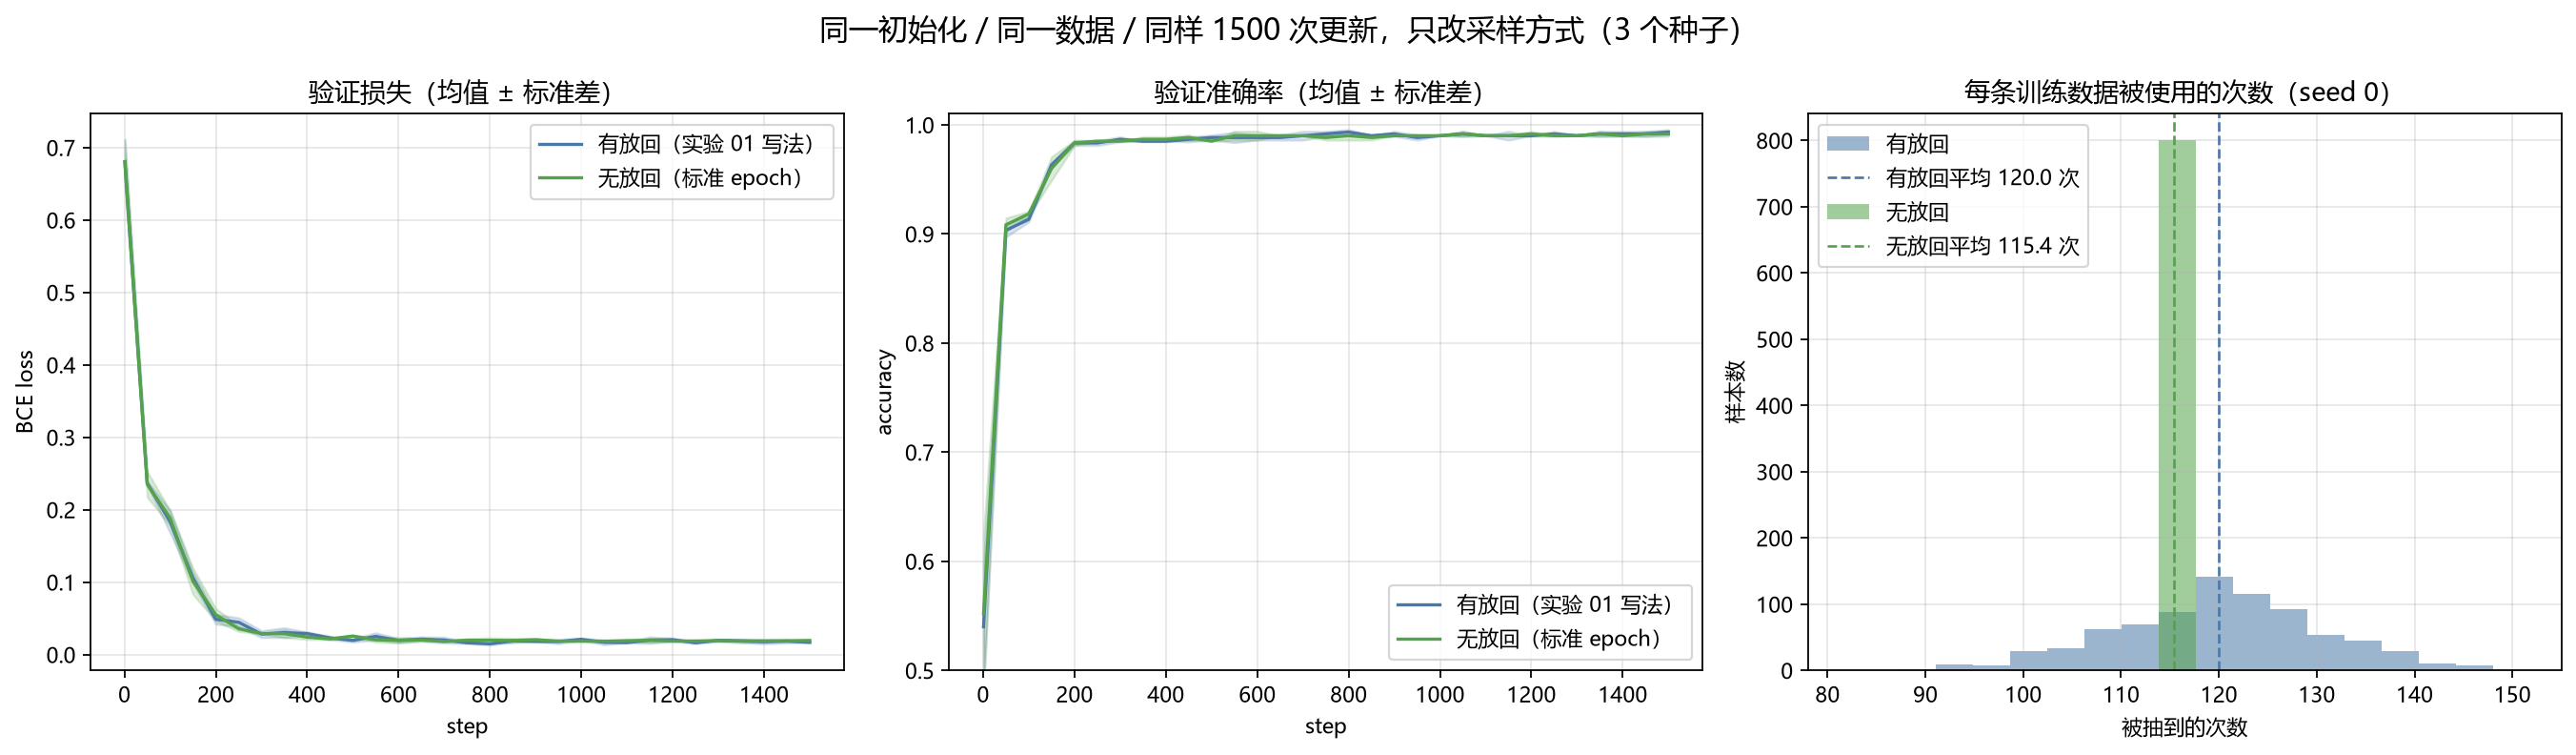 同一初始化 / 同一数据 / 同样 1500 次更新，只改采样方式（3 个种子）
验证损失（均值 ± 标准差）
BCE loss
0.7
0.6
0.5
0.4
0.3
0.2
0.1
0.0
有放回（实验 01 写法）
无放回（标准 epoch）
0 200 400 600 800 1000 1200 1400
step
验证准确率（均值 ± 标准差）
accuracy
1.0
0.9
0.8
0.7
0.6
0.5
有放回（实验 01 写法）
无放回（标准 epoch）
0 200 400 600 800 1000 1200 1400
step
每条训练数据被使用的次数（seed 0）
样本数
800
700
600
500
400
300
200
100
0
有放回
有放回平均 120.0 次
无放回
无放回平均 115.4 次
80 90 100 110 120 130 140 150
被抽到的次数